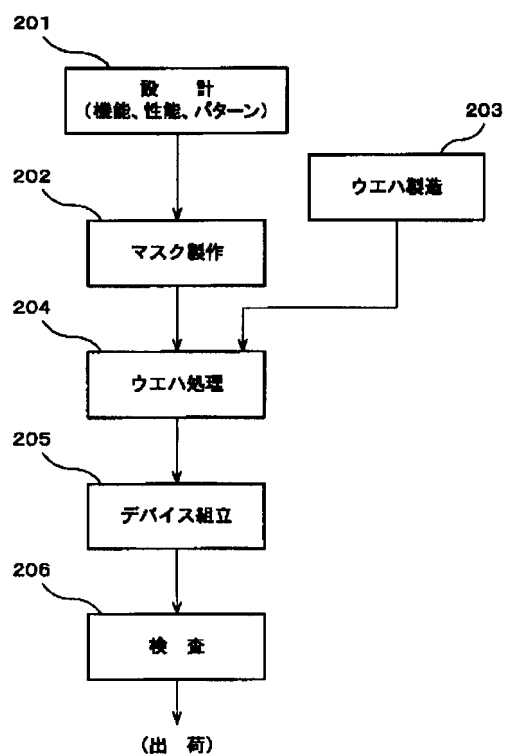 201
設 計
(機能、性能、パターン)
203
ウエハ製造
202
マスク製作
204
ウエハ処理
205
デバイス組立
206
検 査
(出 荷)